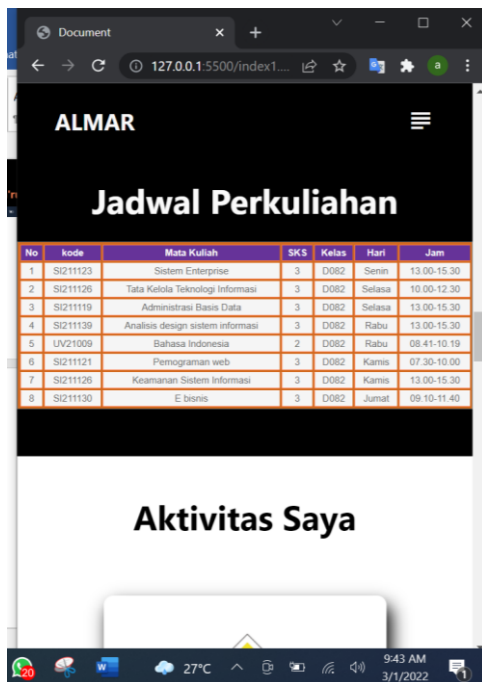 Document
127.0.0.1:5500/index1....
a
ALMAR
Jadwal Perkuliahan
No kode Mata Kuliah SKS Kelas Hari Jam
1 SI211123 Sistem Enterprise 3 D082 Senin 13.00-15.30
2 SI211126 Tata Kelola Teknologi Informasi 3 D082 Selasa 10.00-12.30
3 SI211119 Administrasi Basis Data 3 D082 Selasa 13.00-15.30
4 SI211139 Analisis design sistem informasi 3 D082 Rabu 13.00-15.30
5 UV21009 Bahasa Indonesia 2 D082 Rabu 08.41-10.19
6 SI211121 Pemograman web 3 D082 Kamis 07.30-10.00
7 SI211126 Keamanan Sistem Informasi 3 D082 Kamis 13.00-15.30
8 SI211130 E bisnis 3 D082 Jumat 09.10-11.40
Aktivitas Saya
20
27°C
9:43 AM
3/1/2022
1